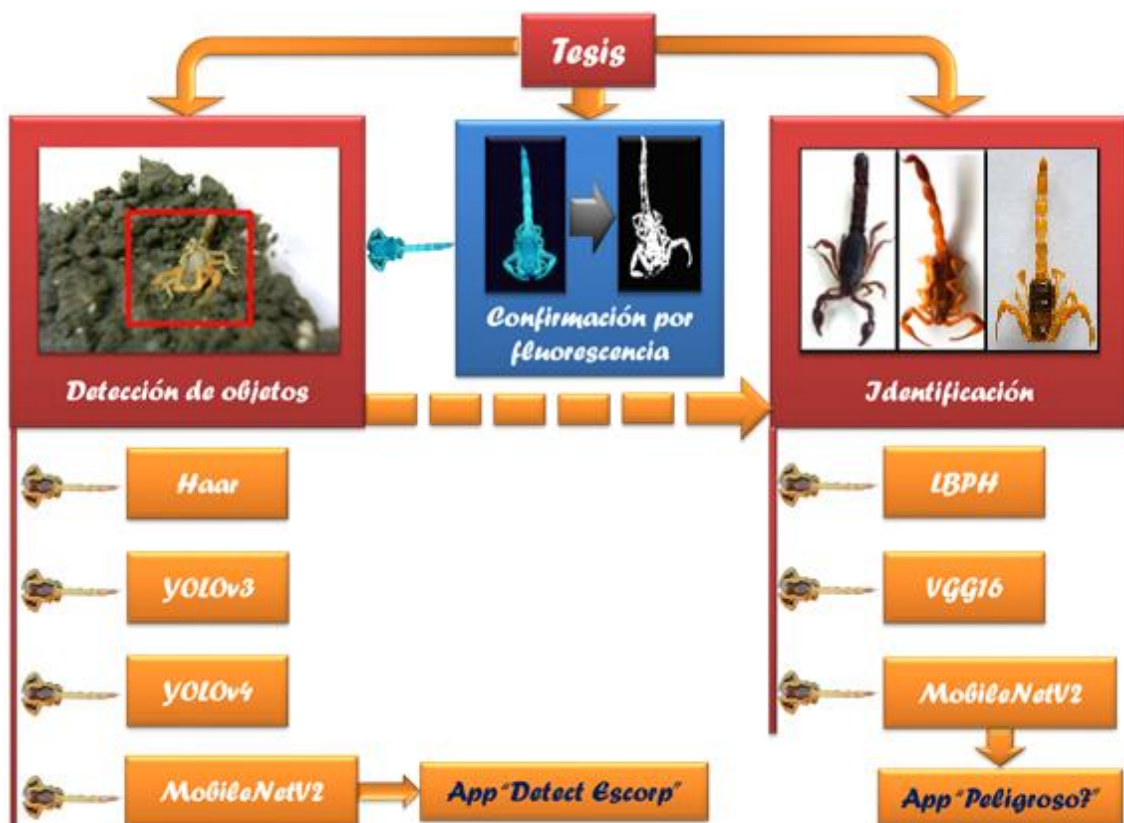 Tesis
Detección de objetos
Confirmación por
fluorescencia
Identificación
Haar
YOLOv3
YOLOv4
MobileNetV2
App "Detect Escorp"
LBPH
VGG16
MobileNetV2
App "Peligroso?"